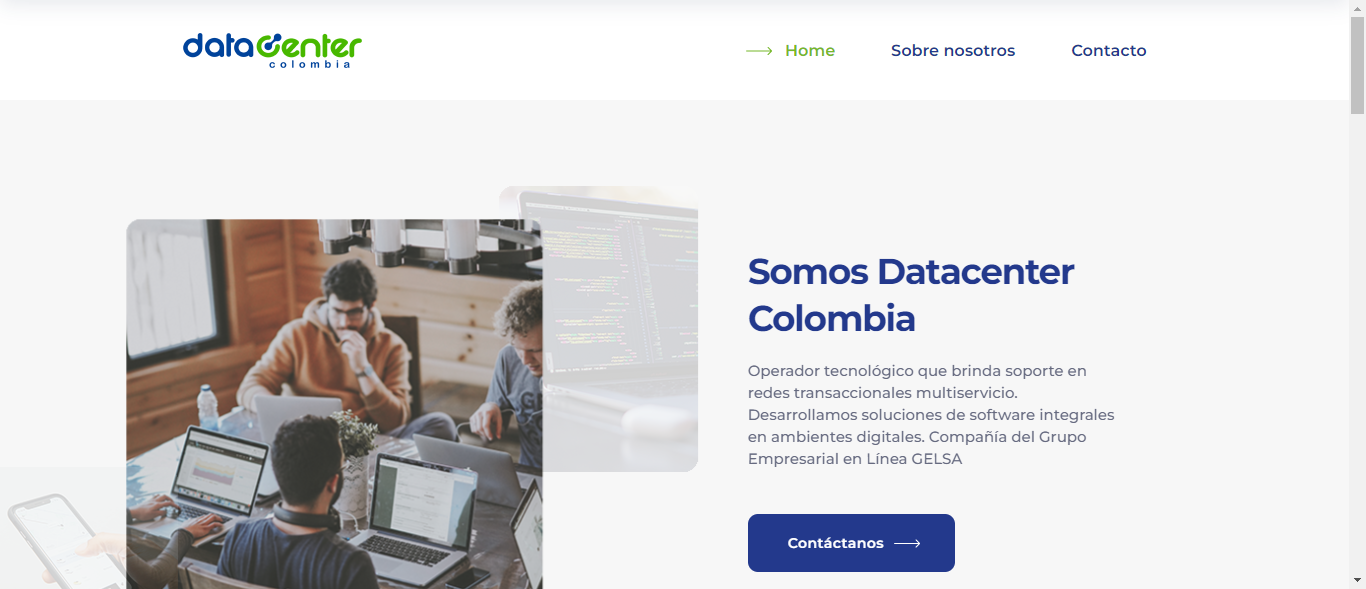 datacenter
colombia
Home
Sobre nosotros
Contacto
Somos Datacenter
Colombia
Operador tecnológico que brinda soporte en
redes transaccionales multiservicio.
Desarrollamos soluciones de software integrales
en ambientes digitales. Compañía del Grupo
Empresarial en Línea GELSA
Contáctanos